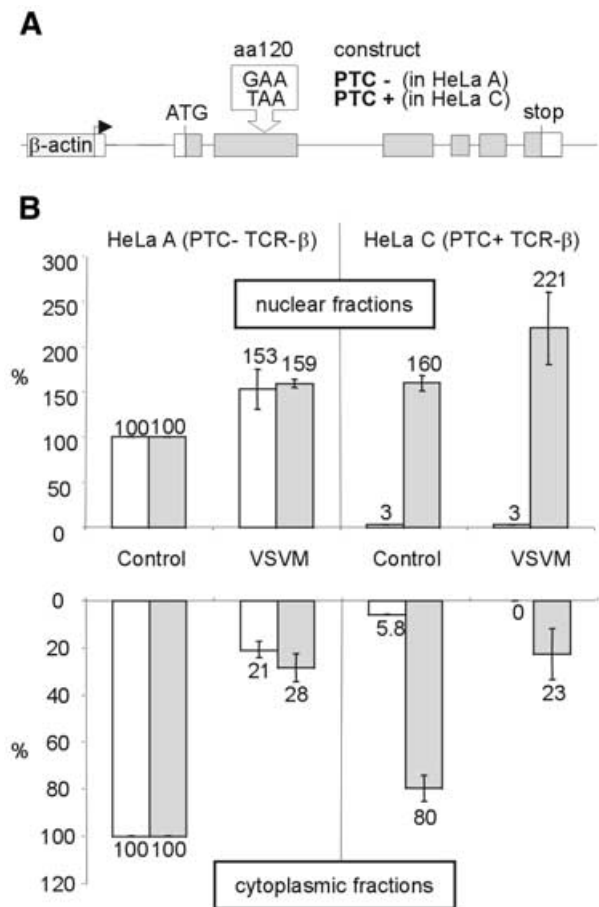 A
aa120 construct
GAA PTC - (in HeLa A)
TAA PTC + (in HeLa C)
ATG stop
β-actin
B
HeLa A (PTC- TCR-β) HeLa C (PTC+ TCR-β)
300
nuclear fractions
250
221
200
153 159 160
%
150
100 100
100
50
3 3
0
Control VSVM Control VSVM
0
5.8 0
20
21 28 23
40
%
60
80
80
100
100 100
120
cytoplasmic fractions